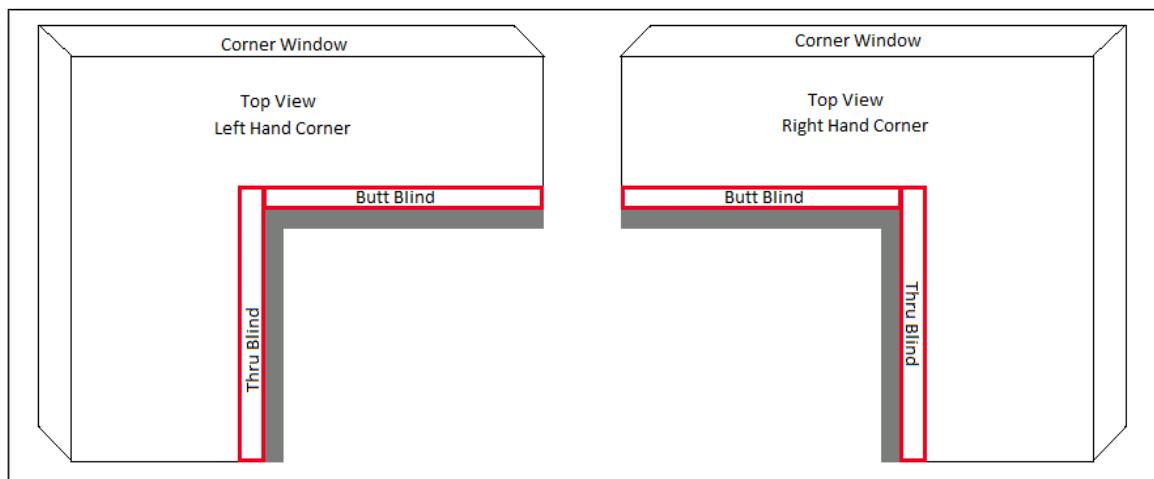 Corner Window
Top View
Left Hand Corner
Butt Blind
Thru Blind
Corner Window
Top View
Right Hand Corner
Butt Blind
Thru Blind